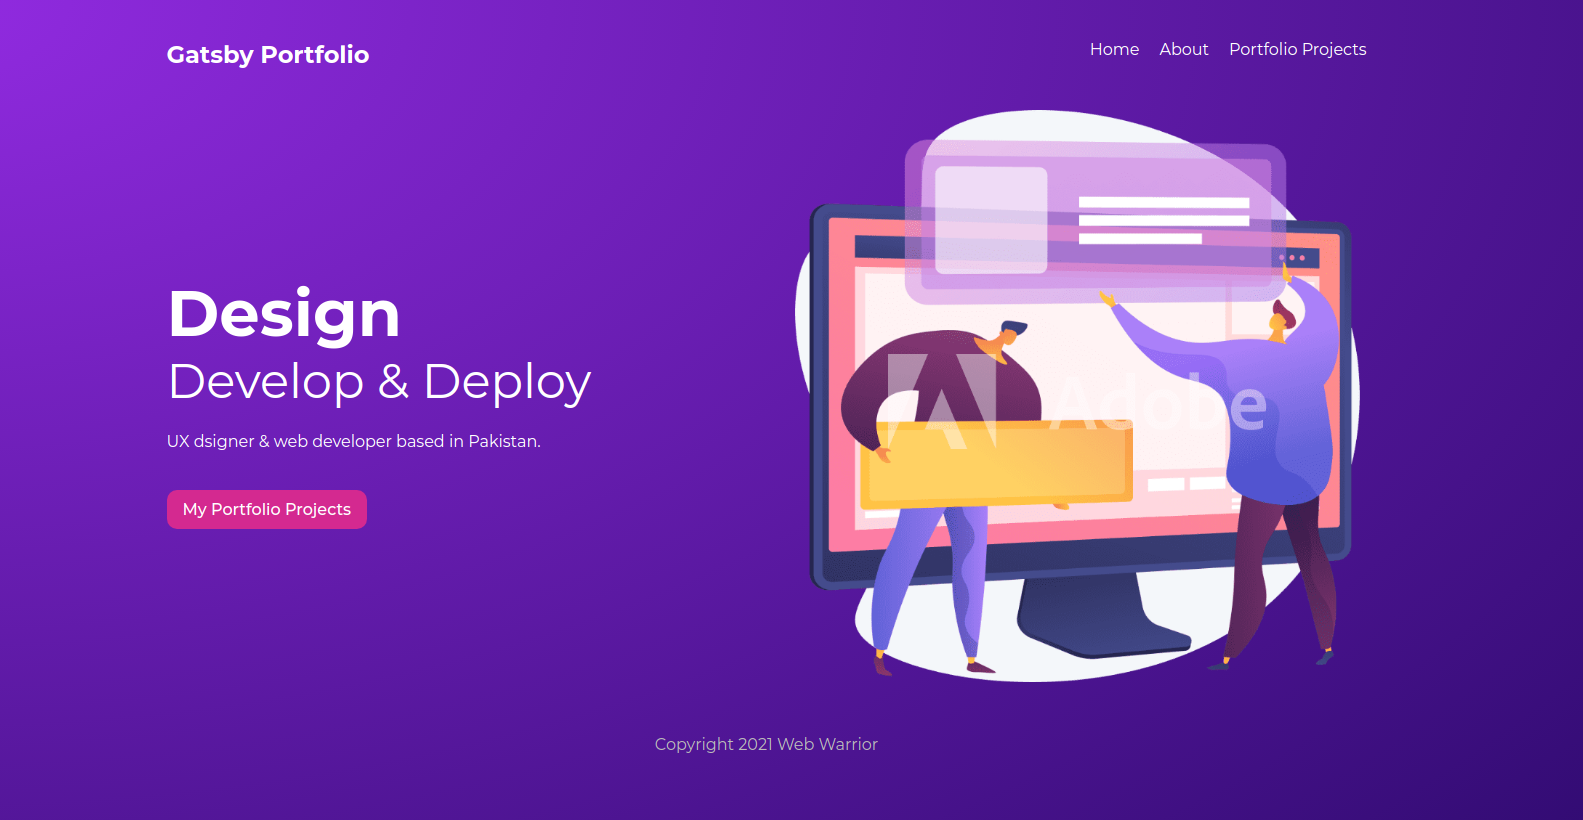 Gatsby Portfolio
Home About Portfolio Projects
Design
Develop & Deploy
UX dsigner & web developer based in Pakistan.
My Portfolio Projects
Adobe
Copyright 2021 Web Warrior